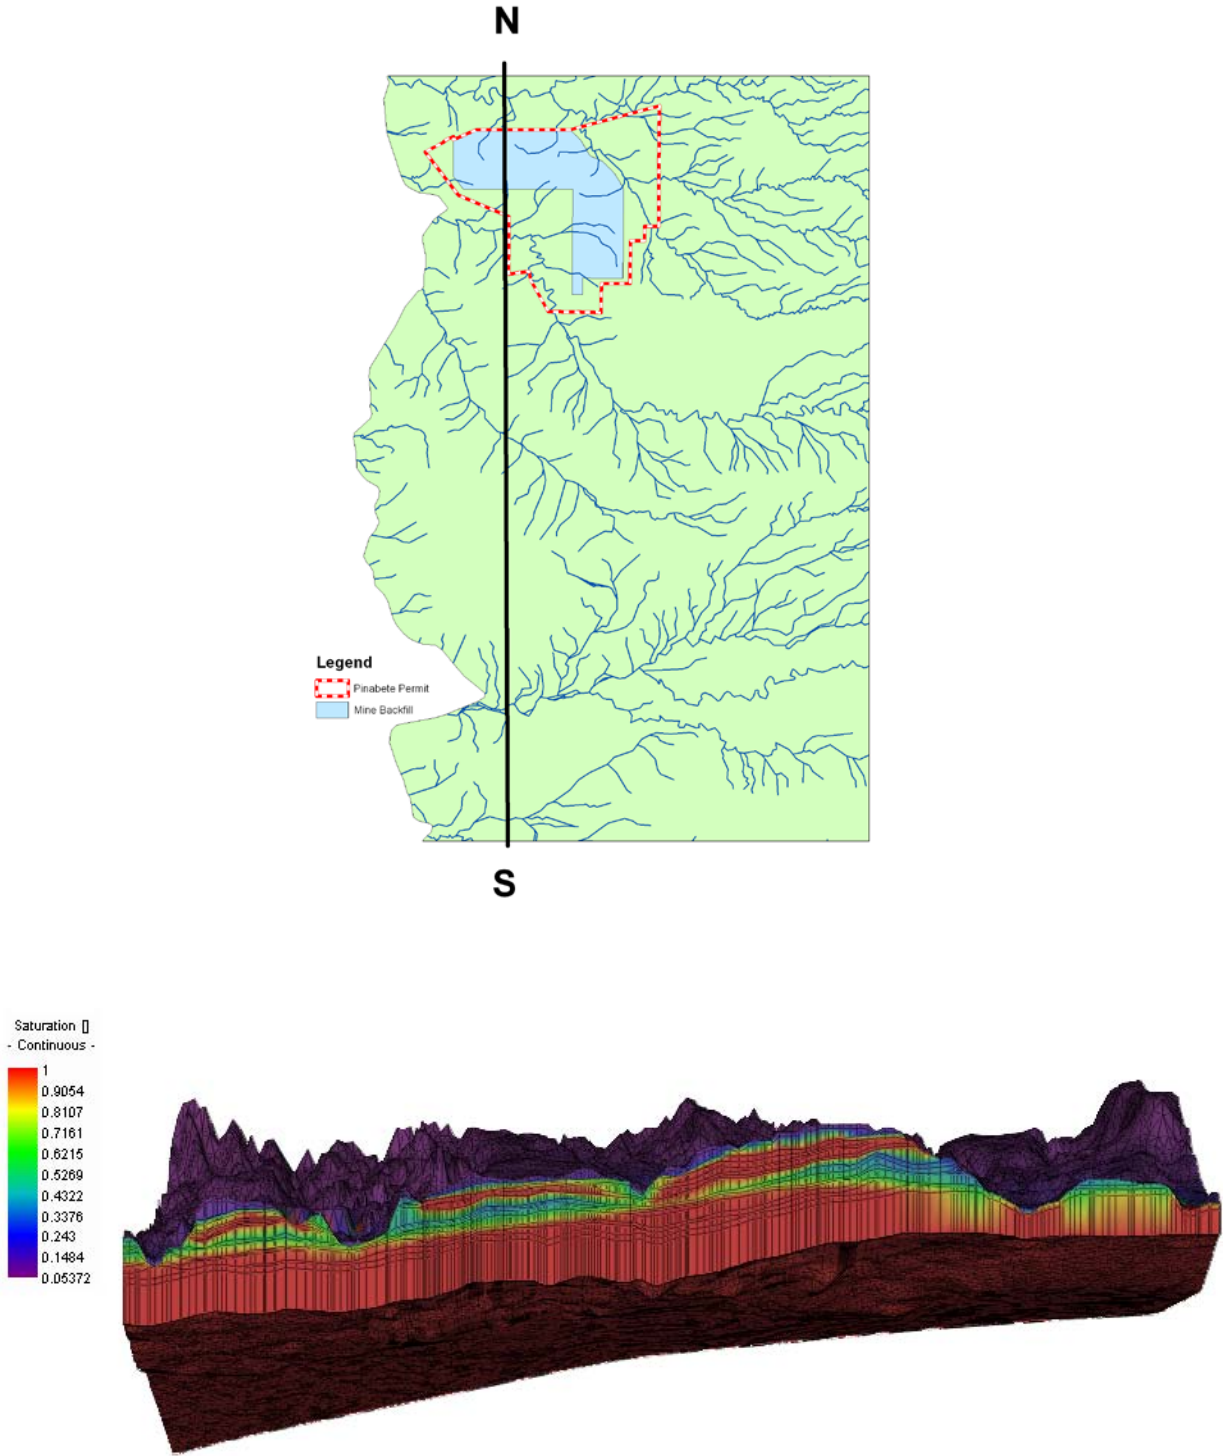 N
Legend
Pinabete Permit
Mine Backfill
S
Saturation []
- Continuous -
1
0.9054
0.8107
0.7161
0.6215
0.5269
0.4322
0.3376
0.243
0.1484
0.05372